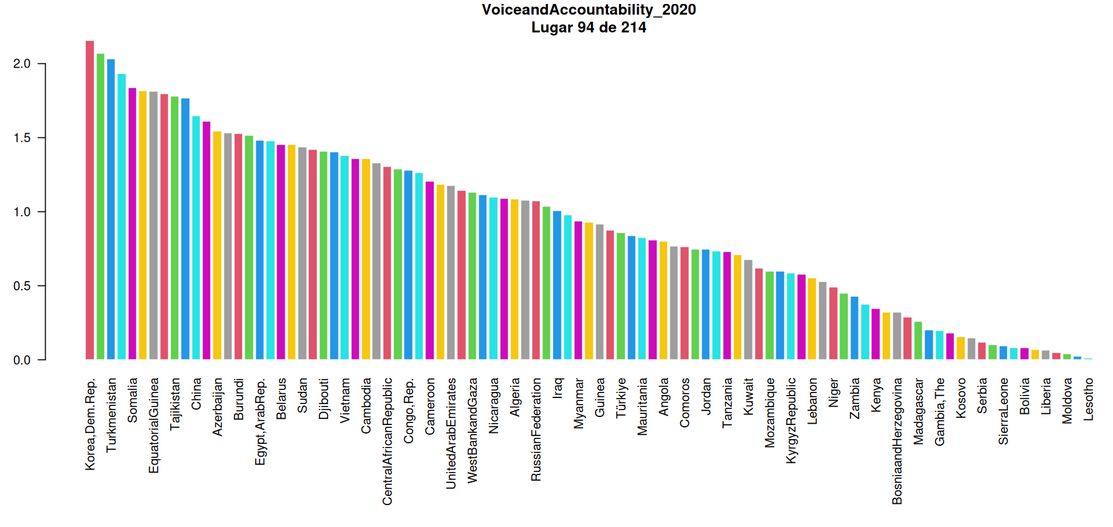 VoiceandAccountability_2020
Lugar 94 de 214
2.0
1.5
1.0
0.5
0.0
Korea,Dem.Rep.
Turkmenistan
Somalia
EquatorialGuinea
Tajikistan
China
Azerbaijan
Burundi
Egypt,ArabRep.
Belarus
Sudan
Djibouti
Vietnam
Cambodia
CentralAfricanRepublic
Congo,Rep.
Cameroon
UnitedArabEmirates
WestBankandGaza
Nicaragua
Algeria
RussianFederation
Iraq
Myanmar
Guinea
Türkiye
Mauritania
Angola
Comoros
Jordan
Tanzania
Kuwait
Mozambique
KyrgyzRepublic
Lebanon
Niger
Zambia
Kenya
BosniaandHerzegovina
Madagascar
Gambia,The
Kosovo
Serbia
SierraLeone
Bolivia
Liberia
Moldova
Lesotho